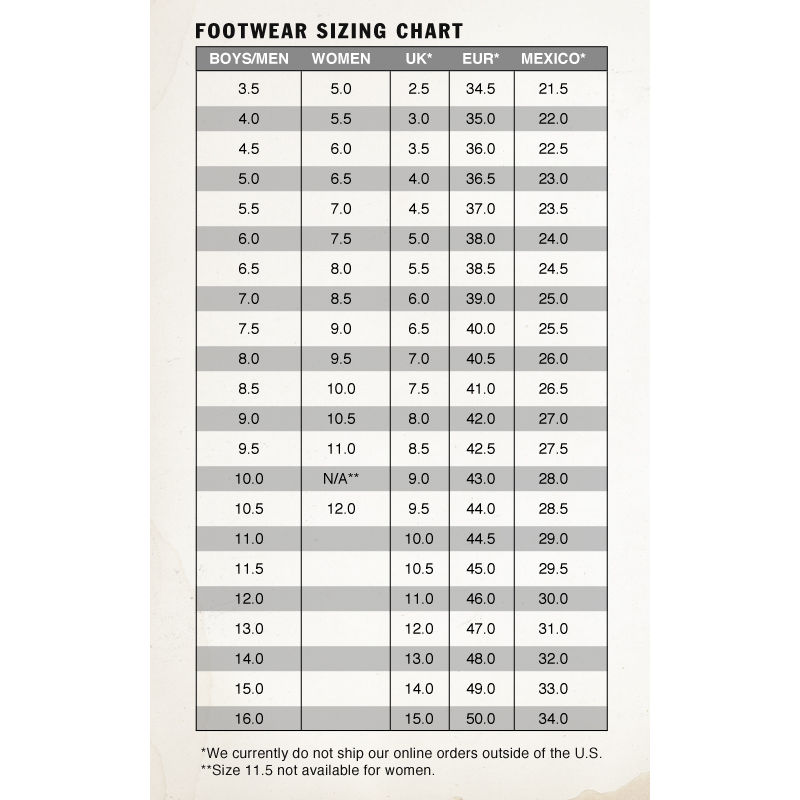 FOOTWEAR SIZING CHART
BOYS/MEN WOMEN UK* EUR* MEXICO*
3.5 5.0 2.5 34.5 21.5
4.0 5.5 3.0 35.0 22.0
4.5 6.0 3.5 36.0 22.5
5.0 6.5 4.0 36.5 23.0
5.5 7.0 4.5 37.0 23.5
6.0 7.5 5.0 38.0 24.0
6.5 8.0 5.5 38.5 24.5
7.0 8.5 6.0 39.0 25.0
7.5 9.0 6.5 40.0 25.5
8.0 9.5 7.0 40.5 26.0
8.5 10.0 7.5 41.0 26.5
9.0 10.5 8.0 42.0 27.0
9.5 11.0 8.5 42.5 27.5
10.0 N/A** 9.0 43.0 28.0
10.5 12.0 9.5 44.0 28.5
11.0 10.0 44.5 29.0
11.5 10.5 45.0 29.5
12.0 11.0 46.0 30.0
13.0 12.0 47.0 31.0
14.0 13.0 48.0 32.0
15.0 14.0 49.0 33.0
16.0 15.0 50.0 34.0
*We currently do not ship our online orders outside of the U.S.
**Size 11.5 not available for women.